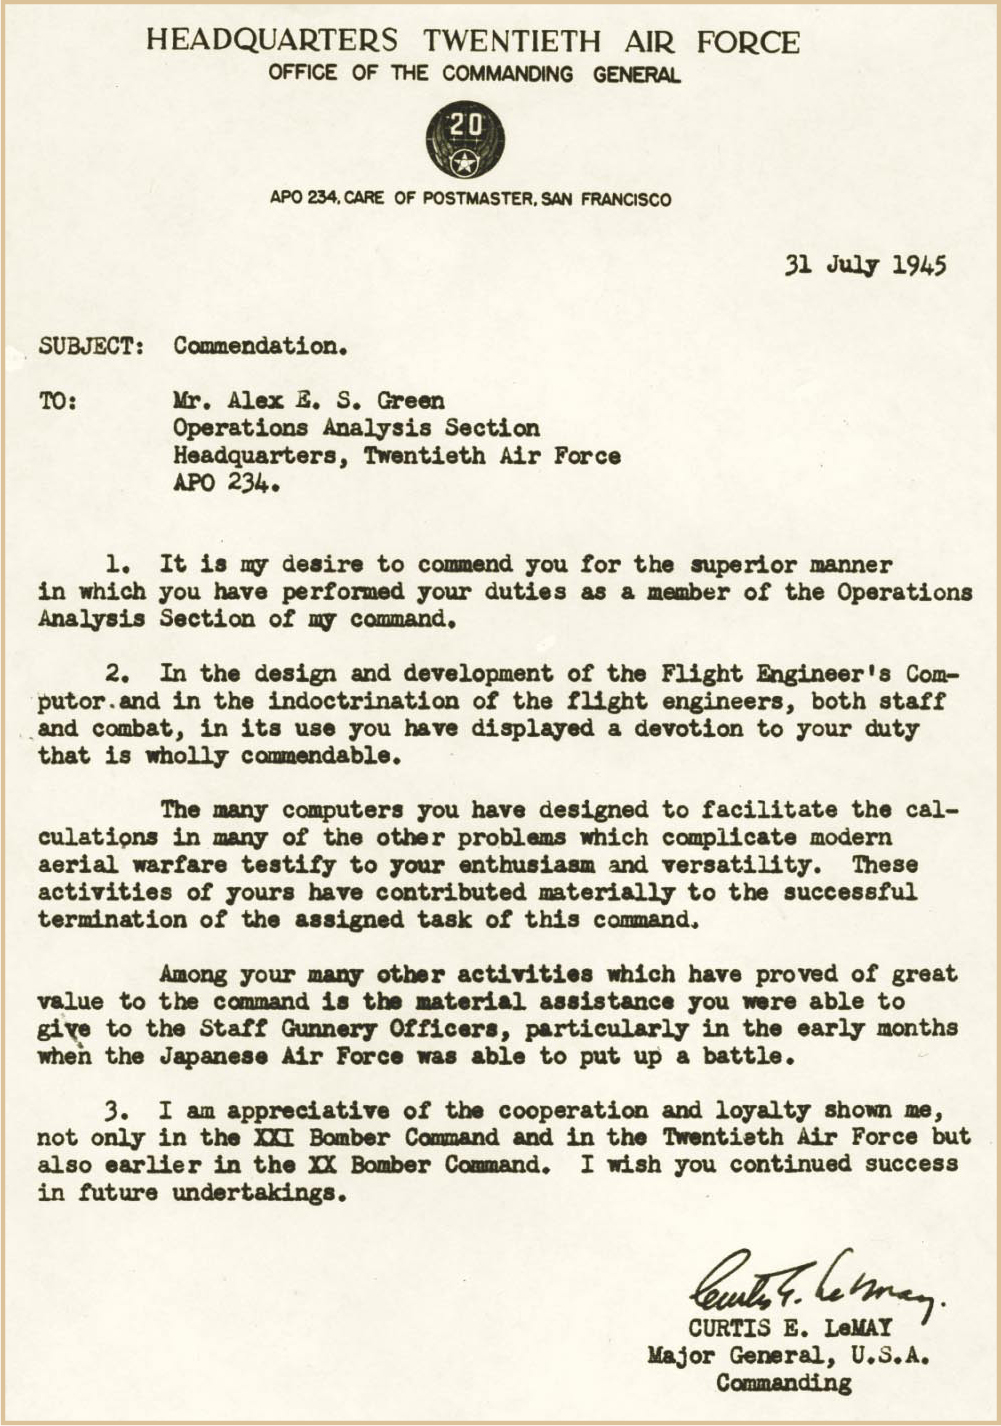 HEADQUARTERS TWENTIETH AIR FORCE
OFFICE OF THE COMMANDING GENERAL
20
APO 234, CARE OF POSTMASTER, SAN FRANCISCO
31 July 1945
SUBJECT: Commendation.
TO: Mr. Alex E. S. Green
Operations Analysis Section
Headquarters, Twentieth Air Force
APO 234.
1. It is my desire to commend you for the superior manner
in which you have performed your duties as a member of the Operations
Analysis Section of my command.
2. In the design and development of the Flight Engineer's Com-
putor.and in the indoctrination of the flight engineers, both staff
and combat, in its use you have displayed a devotion to your duty
that is wholly commendable.
The many computers you have designed to facilitate the cal-
culations in many of the other problems which complicate modern
aerial warfare testify to your enthusiasm and versatility. These
activities of yours have contributed materially to the successful
termination of the assigned task of this command.
Among your many other activities which have proved of great
value to the command is the material assistance you were able to
give to the Staff Gunnery Officers, particularly in the early months
when the Japanese Air Force was able to put up a battle.
3. I am appreciative of the cooperation and loyalty shown me,
not only in the XXI Bomber Command and in the Twentieth Air Force but
also earlier in the XX Bomber Command. I wish you continued success
in future undertakings.
Curtis E. LeMay.
CURTIS E. LeMAY
Major General, U.S.A.
Commanding